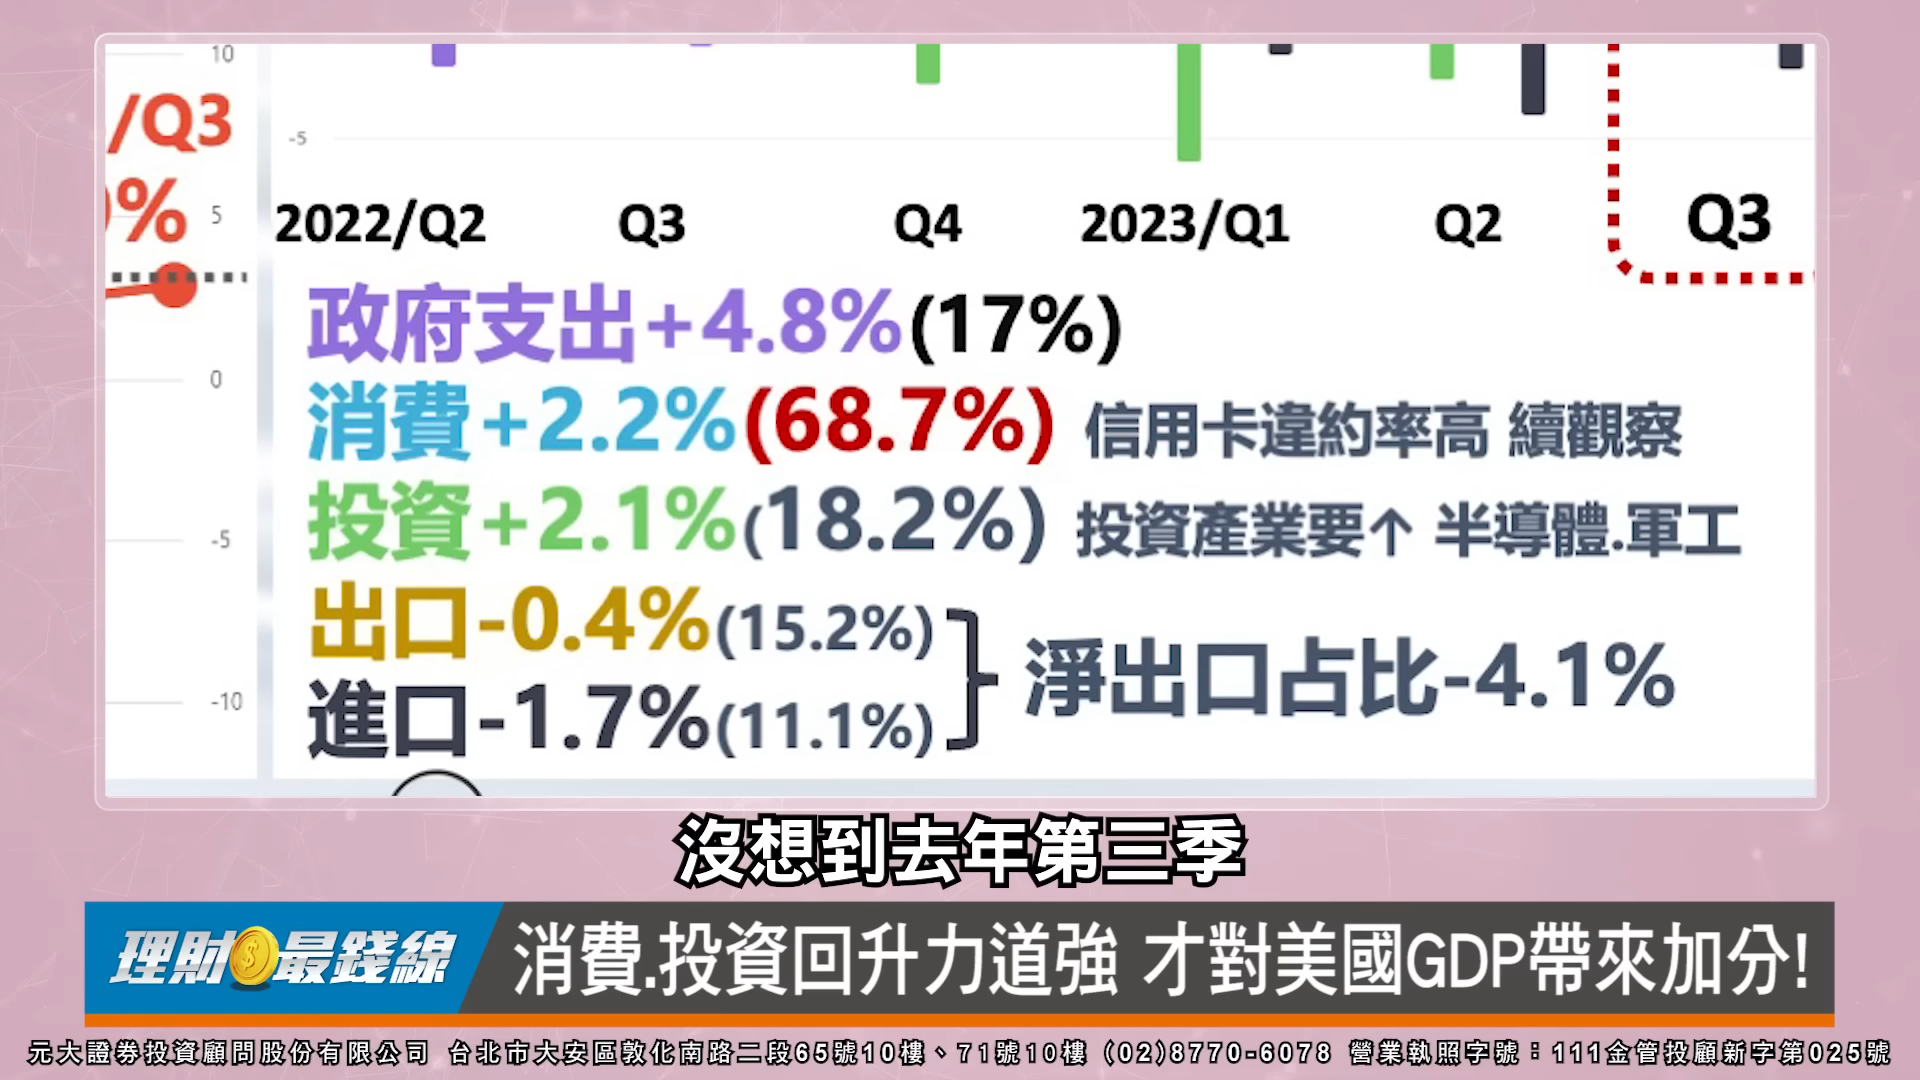 10
/Q3
%
5
0
-5
-10
-5
2022/Q2 Q3 Q4 2023/Q1 Q2 Q3
政府支出+4.8%(17%)
消費+2.2%(68.7%) 信用卡違約率高 續觀察
投資+2.1%(18.2%) 投資產業要↑ 半導體.軍工
出口-0.4%(15.2%)
進口-1.7%(11.1%)
淨出口占比-4.1%
沒想到去年第三季
理財最錢線
消費.投資回升力道強 才對美國GDP帶來加分!
元大證券投資顧問股份有限公司 台北市大安區敦化南路二段65號10樓、71號10樓 (02)8770-6078 營業執照字號：111金管投顧新字第025號